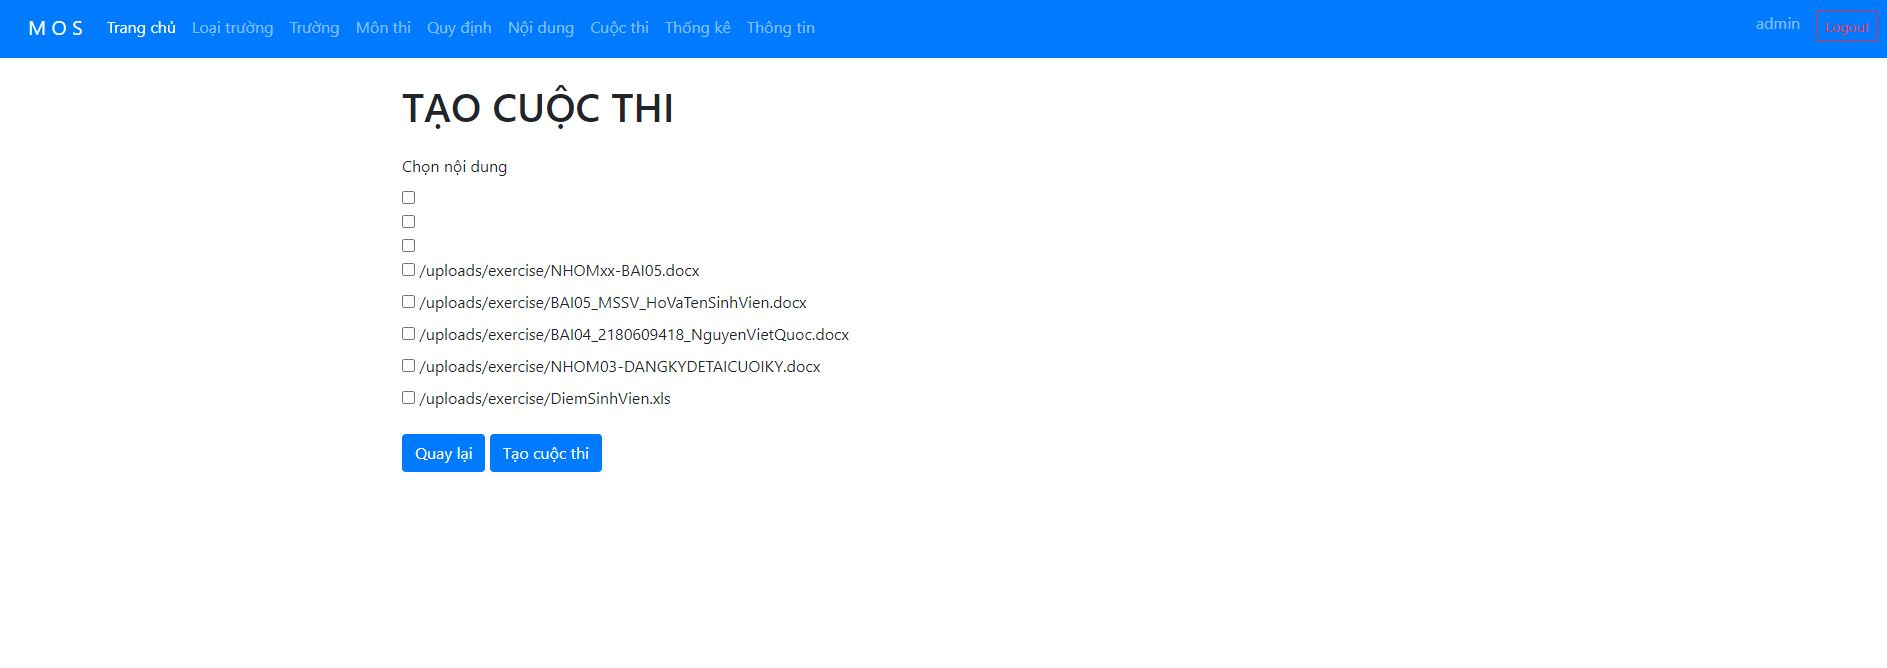 M O S Trang chủ Loại trường Trường Môn thi Quy định Nội dung Cuộc thi Thống kê Thông tin admin Logout
TẠO CUỘC THI
Chọn nội dung
/uploads/exercise/NHOMxx-BAI05.docx
/uploads/exercise/BAI05_MSSV_HoVaTenSinhVien.docx
/uploads/exercise/BAI04_2180609418_NguyenVietQuoc.docx
/uploads/exercise/NHOM03-DANGKYDETAICUOIKY.docx
/uploads/exercise/DiemSinhVien.xls
Quay lại Tạo cuộc thi